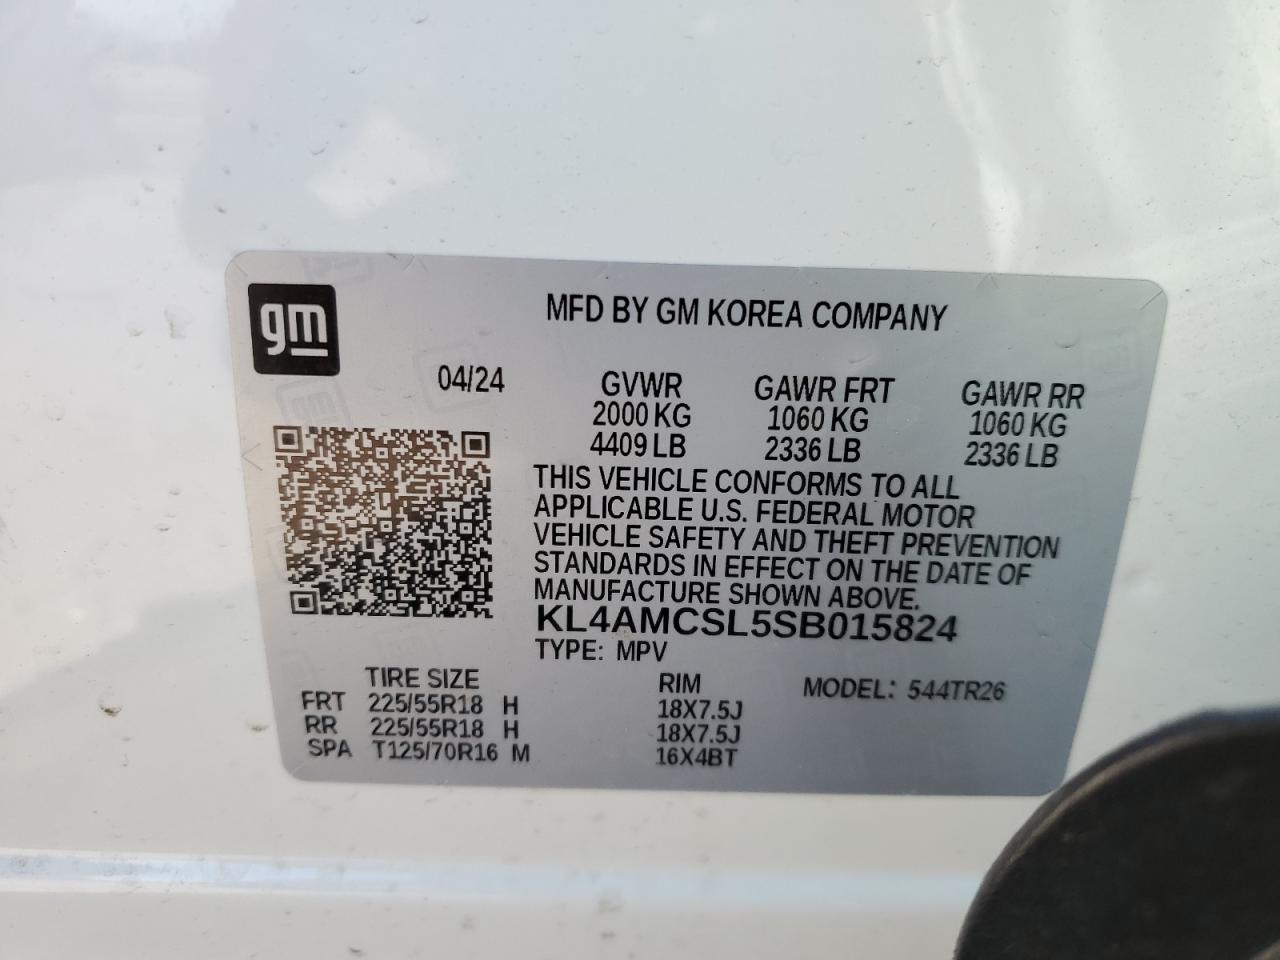 gm
MFD BY GM KOREA COMPANY
04/24
GVWR GAWR FRT GAWR RR
2000 KG 1060 KG 1060 KG
4409 LB 2336 LB 2336 LB
THIS VEHICLE CONFORMS TO ALL
APPLICABLE U.S. FEDERAL MOTOR
VEHICLE SAFETY AND THEFT PREVENTION
STANDARDS IN EFFECT ON THE DATE OF
MANUFACTURE SHOWN ABOVE.
KL4AMCSL5SB015824
TYPE: MPV
TIRE SIZE RIM MODEL: 544TR26
FRT 225/55R18 H 18X7.5J
RR 225/55R18 H 18X7.5J
SPA T125/70R16 M 16X4BT